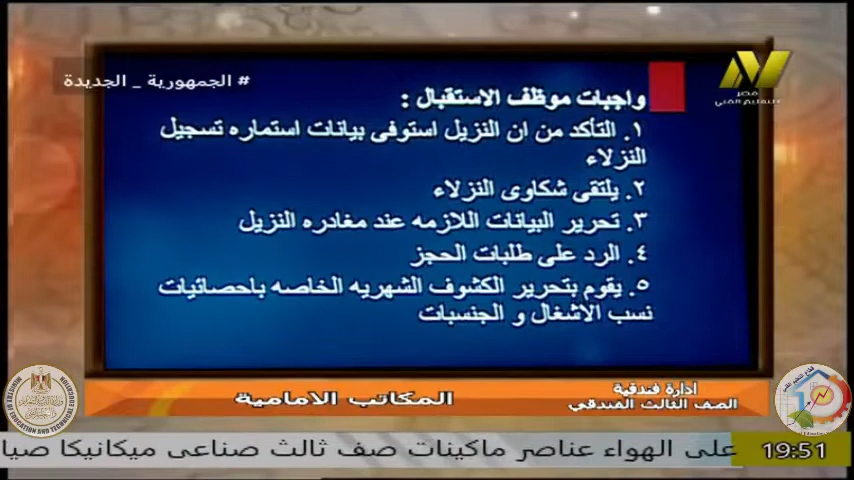 # الجمهورية _ الجديدة
مصر
التعليم الفني
واجبات موظف الاستقبال :
١. التأكد من ان النزيل استوفى بيانات استماره تسجيل
النزلاء
٢. يلتقى شكاوى النزلاء
٣. تحرير البيانات اللازمه عند مغادره النزيل
٤. الرد على طلبات الحجز
٥. يقوم بتحرير الكشوف الشهريه الخاصه باحصائيات
نسب الاشغال و الجنسيات
ادارة فندقية
الصف الثالث الفندقي
المكاتب الامامية
على الهواء عناصر ماكينات صف ثالث صناعى ميكانيكا صيا
19:51